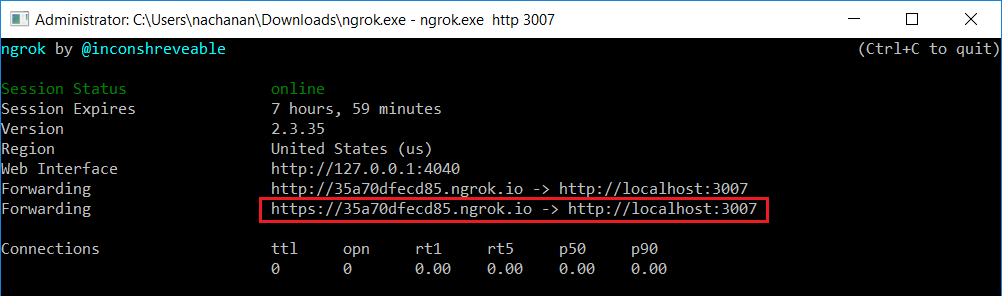 Administrator: C:\Users\nachanan\Downloads\ngrok.exe - ngrok.exe  http 3007
ngrok by @inconshreveable (Ctrl+C to quit)
Session Status online
Session Expires 7 hours, 59 minutes
Version 2.3.35
Region United States (us)
Web Interface http://127.0.0.1:4040
Forwarding http://35a70dfecd85.ngrok.io -> http://localhost:3007
Forwarding https://35a70dfecd85.ngrok.io -> http://localhost:3007
Connections ttl opn rt1 rt5 p50 p90
0 0 0.00 0.00 0.00 0.00